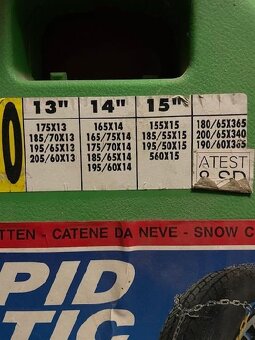 0
13" 14" 15"
175X13 165X14 155X15 180/65X365
185/70X13 165/75X14 185/55X15 200/65X340
195/65X13 175/70X14 195/50X15 190/60X365
205/60X13 185/65X14 560X15
195/60X14
ATEST
TTEN - CATENE DA NEVE - SNOW C
PID
TIC